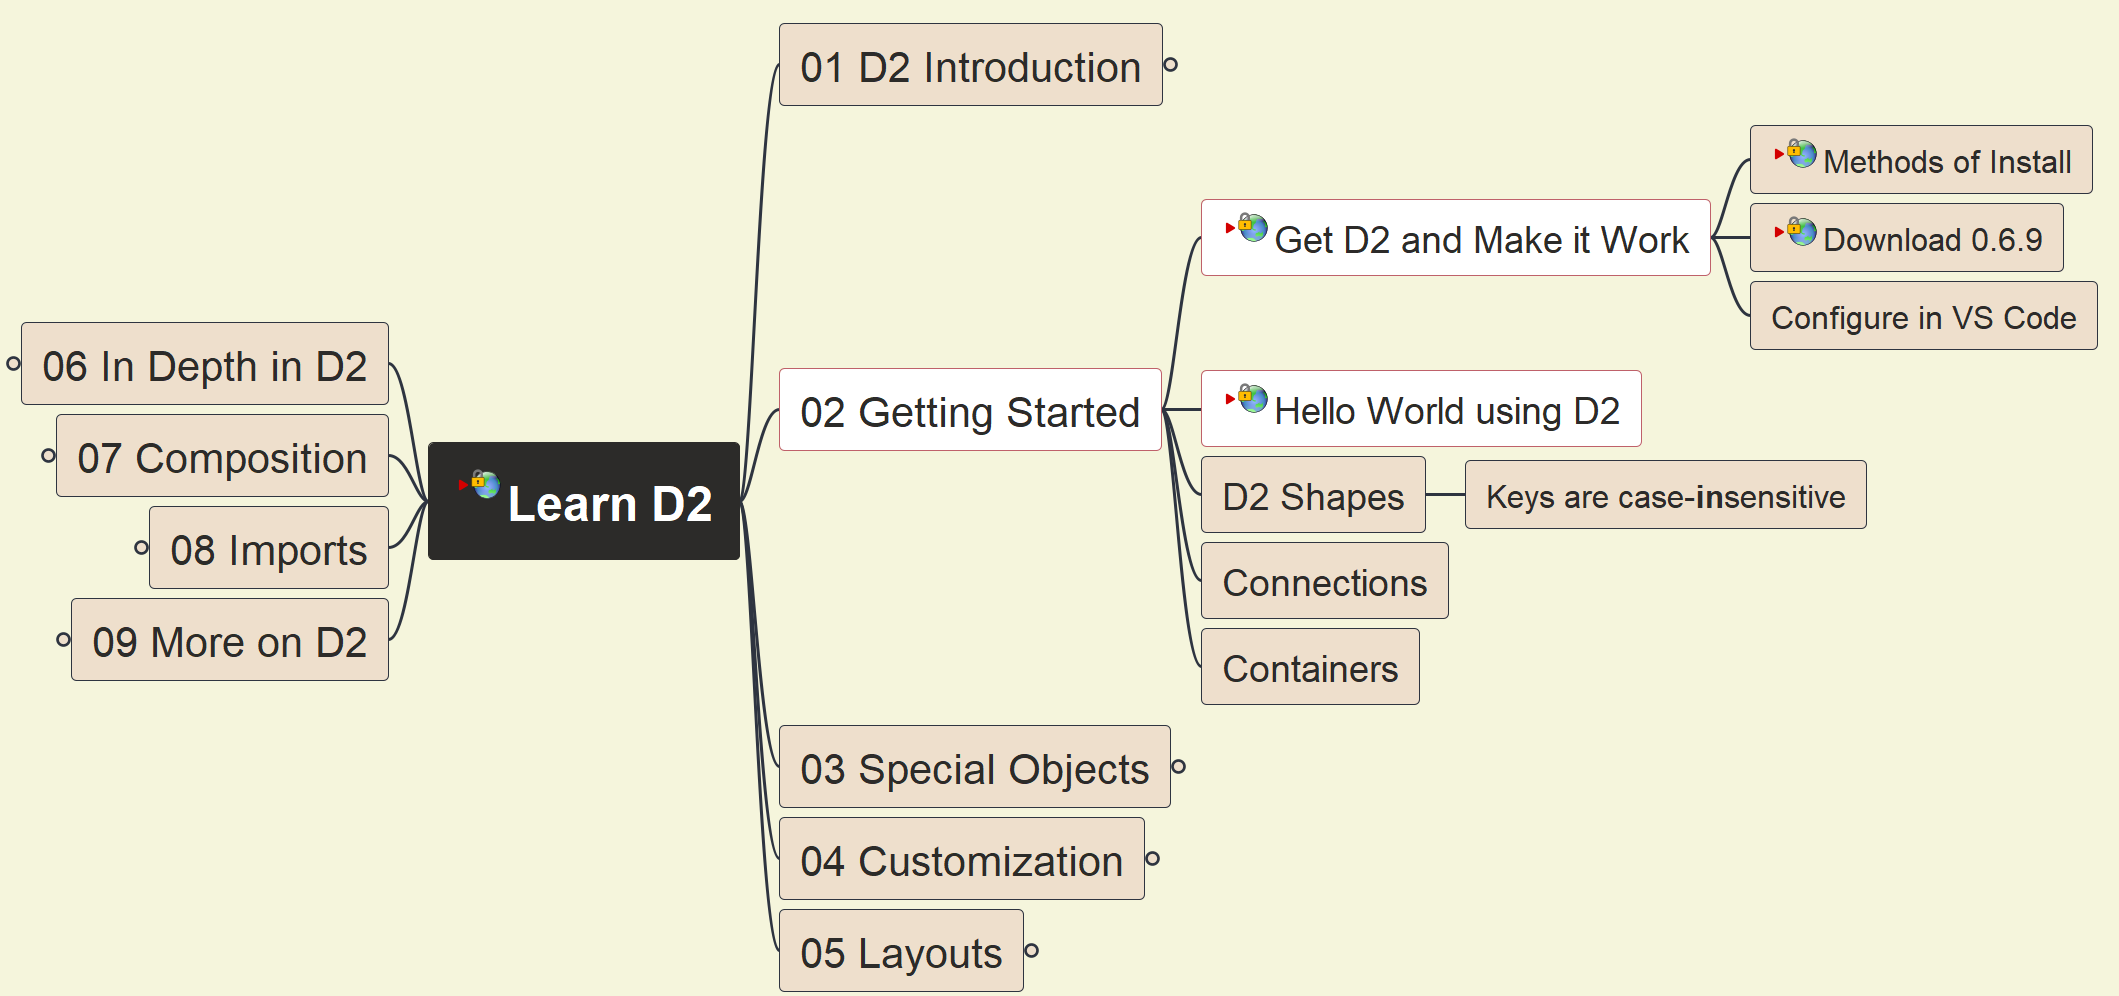 Learn D2
01 D2 Introduction
02 Getting Started
Get D2 and Make it Work
Methods of Install
Download 0.6.9
Configure in VS Code
Hello World using D2
D2 Shapes
Keys are case-insensitive
Connections
Containers
03 Special Objects
04 Customization
05 Layouts
06 In Depth in D2
07 Composition
08 Imports
09 More on D2